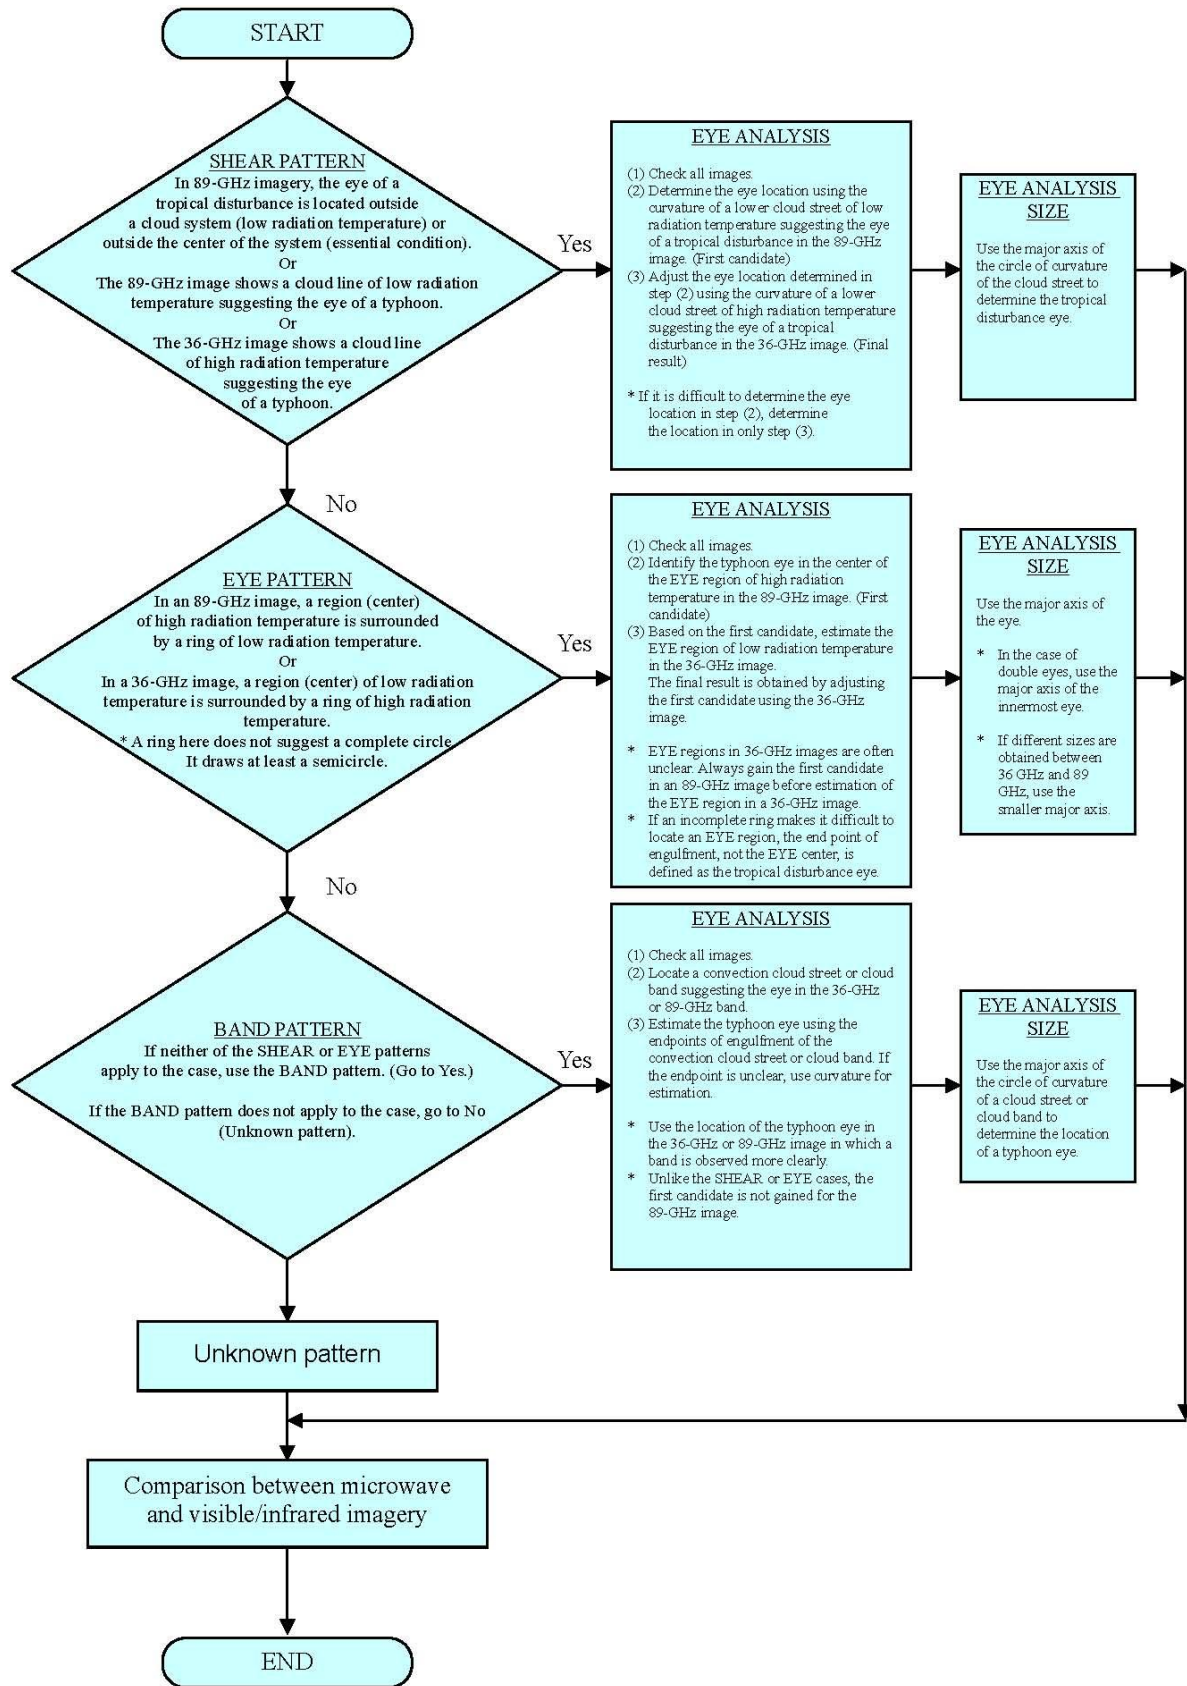 START
SHEAR PATTERN
In 89-GHz imagery, the eye of a
tropical disturbance is located outside
a cloud system (low radiation temperature) or
outside the center of the system (essential condition).
Or
The 89-GHz image shows a cloud line of low radiation
temperature suggesting the eye of a typhoon.
Or
The 36-GHz image shows a cloud line
of high radiation temperature
suggesting the eye
of a typhoon.
Yes
EYE ANALYSIS
(1) Check all images.
(2) Determine the eye location using the
curvature of a lower cloud street of low
radiation temperature suggesting the eye
of a tropical disturbance in the 89-GHz
image. (First candidate)
(3) Adjust the eye location determined in
step (2) using the curvature of a lower
cloud street of high radiation temperature
suggesting the eye of a tropical
disturbance in the 36-GHz image. (Final
result)
* If it is difficult to determine the eye
location in step (2), determine
the location in only step (3).
EYE ANALYSIS
SIZE
Use the major axis of
the circle of curvature
of the cloud street to
determine the tropical
disturbance eye.
No
EYE PATTERN
In an 89-GHz image, a region (center)
of high radiation temperature is surrounded
by a ring of low radiation temperature.
Or
In a 36-GHz image, a region (center) of low radiation
temperature is surrounded by a ring of high radiation
temperature.
* A ring here does not suggest a complete circle.
It draws at least a semicircle.
Yes
EYE ANALYSIS
(1) Check all images.
(2) Identify the typhoon eye in the center of
the EYE region of high radiation
temperature in the 89-GHz image. (First
candidate)
(3) Based on the first candidate, estimate the
EYE region of low radiation temperature
in the 36-GHz image.
The final result is obtained by adjusting
the first candidate using the 36-GHz
image.
* EYE regions in 36-GHz images are often
unclear. Always gain the first candidate
in an 89-GHz image before estimation of
the EYE region in a 36-GHz image.
* If an incomplete ring makes it difficult to
locate an EYE region, the end point of
engulfment, not the EYE center, is
defined as the tropical disturbance eye.
EYE ANALYSIS
SIZE
Use the major axis of
the eye.
* In the case of
double eyes, use the
major axis of the
innermost eye.
* If different sizes are
obtained between
36 GHz and 89
GHz, use the
smaller major axis.
No
BAND PATTERN
If neither of the SHEAR or EYE patterns
apply to the case, use the BAND pattern. (Go to Yes.)
If the BAND pattern does not apply to the case, go to No
(Unknown pattern).
Yes
EYE ANALYSIS
(1) Check all images.
(2) Locate a convection cloud street or cloud
band suggesting the eye in the 36-GHz
or 89-GHz band.
(3) Estimate the typhoon eye using the
endpoints of engulfment of the
convection cloud street or cloud band. If
the endpoint is unclear, use curvature for
estimation.
* Use the location of the typhoon eye in
the 36-GHz or 89-GHz image in which a
band is observed more clearly.
* Unlike the SHEAR or EYE cases, the
first candidate is not gained for the
89-GHz image.
EYE ANALYSIS
SIZE
Use the major axis of
the circle of curvature
of a cloud street or
cloud band to
determine the location
of a typhoon eye.
Unknown pattern
Comparison between microwave
and visible/infrared imagery
END